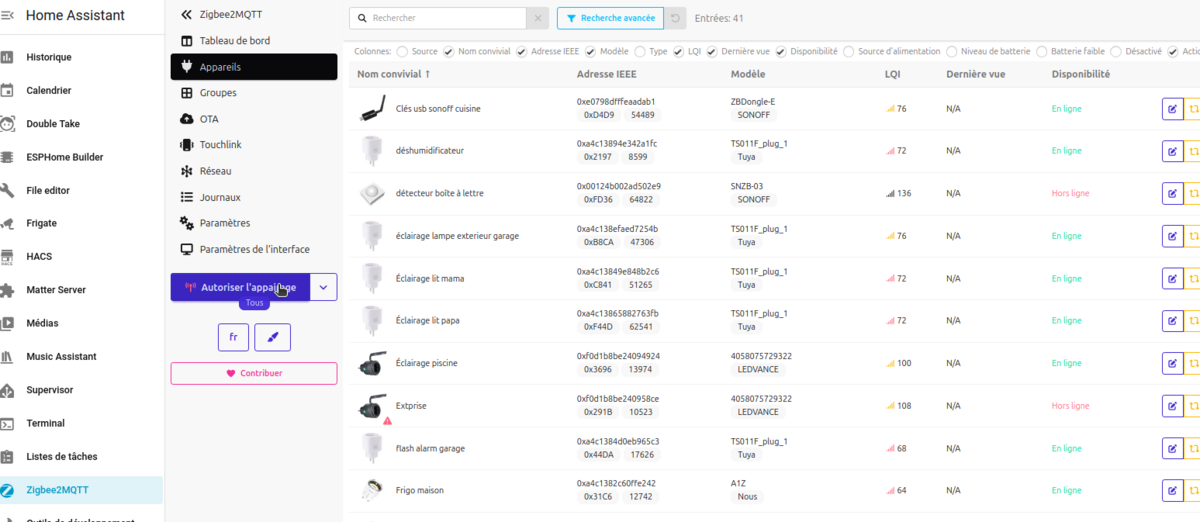 Home Assistant
Historique
Calendrier
Double Take
ESPHome Builder
File editor
Frigate
HACS
HACS
Matter Server
Médias
Music Assistant
Supervisor
Terminal
Listes de tâches
Zigbee2MQTT
Outils de développement
Zigbee2MQTT
Tableau de bord
Appareils
Groupes
OTA
Touchlink
Réseau
Journaux
Paramètres
Paramètres de l'interface
Autoriser l'appairage
Tous
fr
Contribuer
Rechercher
Recherche avancée
Entrées: 41
Colonnes: Source Nom convivial Adresse IEEE Modèle Type LQI Dernière vue Disponibilité Source d'alimentation Niveau de batterie Batterie faible Désactivé Actio
Nom convivial ↑ Adresse IEEE Modèle LQI Dernière vue Disponibilité
Clés usb sonoff cuisine 0xe0798dfffeaadab1 ZBDongle-E 76 N/A En ligne
0xD4D9 54489 SONOFF
déshumidificateur 0xa4c13894e342a1fc TS011F_plug_1 72 N/A En ligne
0x2197 8599 Tuya
détecteur boîte à lettre 0x00124b002ad502e9 SNZB-03 136 N/A Hors ligne
0xFD36 64822 SONOFF
éclairage lampe exterieur garage 0xa4c138efaed7254b TS011F_plug_1 76 N/A En ligne
0xB8CA 47306 Tuya
Éclairage lit mama 0xa4c13849e848b2c6 TS011F_plug_1 72 N/A En ligne
0xC841 51265 Tuya
Éclairage lit papa 0xa4c13865882763fb TS011F_plug_1 72 N/A En ligne
0xF44D 62541 Tuya
Éclairage piscine 0xf0d1b8be24094924 4058075729322 100 N/A En ligne
0x3696 13974 LEDVANCE
Extprise 0xf0d1b8be240958ce 4058075729322 108 N/A Hors ligne
0x291B 10523 LEDVANCE
flash alarm garage 0xa4c1384d0eb965c3 TS011F_plug_1 68 N/A En ligne
0x44DA 17626 Tuya
Frigo maison 0xa4c1382c60ffe242 A1Z 64 N/A En ligne
0x31C6 12742 Nous